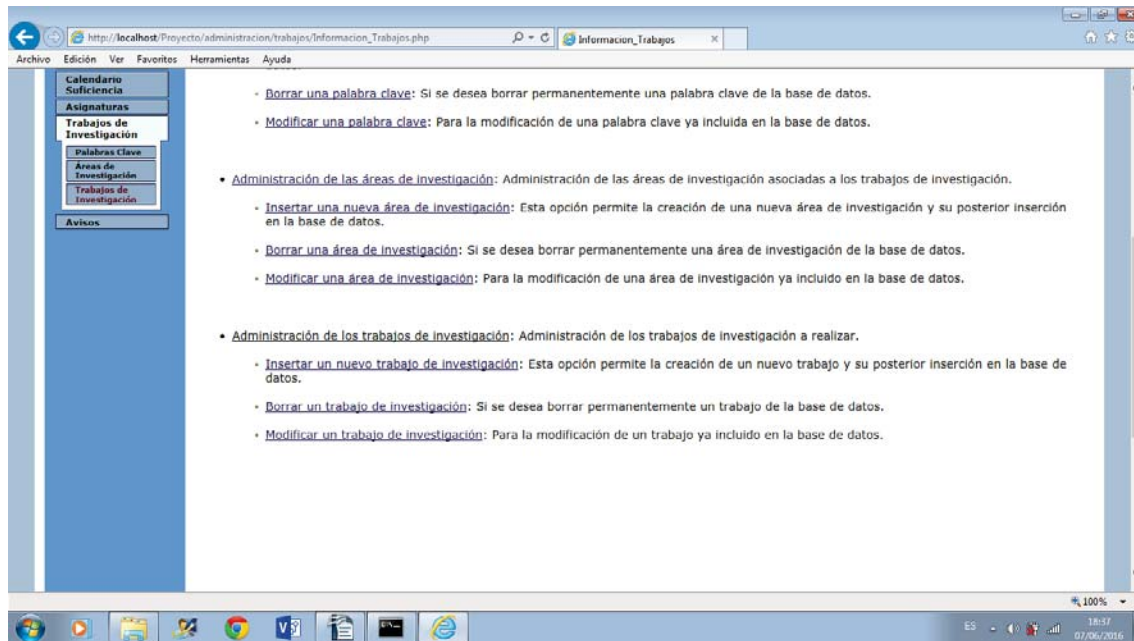 http://localhost/Proyecto/administracion/trabajos/Informacion_Trabajos.php
Informacion_Trabajos
Archivo Edición Ver Favoritos Herramientas Ayuda
Calendario
Suficiencia
Asignaturas
Trabajos de
Investigación
Palabras Clave
Áreas de
Investigación
Trabajos de
Investigación
Avisos
Borrar una palabra clave: Si se desea borrar permanentemente una palabra clave de la base de datos.
Modificar una palabra clave: Para la modificación de una palabra clave ya incluida en la base de datos.
• Administración de las áreas de investigación: Administración de las áreas de investigación asociadas a los trabajos de investigación.
Insertar una nueva área de investigación: Esta opción permite la creación de una nueva área de investigación y su posterior inserción
en la base de datos.
Borrar una área de investigación: Si se desea borrar permanentemente una área de investigación de la base de datos.
Modificar una área de investigación: Para la modificación de una área de investigación ya incluido en la base de datos.
• Administración de los trabajos de investigación: Administración de los trabajos de investigación a realizar.
Insertar un nuevo trabajo de investigación: Esta opción permite la creación de un nuevo trabajo y su posterior inserción en la base de
datos.
Borrar un trabajo de investigación: Si se desea borrar permanentemente un trabajo de la base de datos.
Modificar un trabajo de investigación: Para la modificación de un trabajo ya incluido en la base de datos.
100%
ES
18:37
07/06/2016